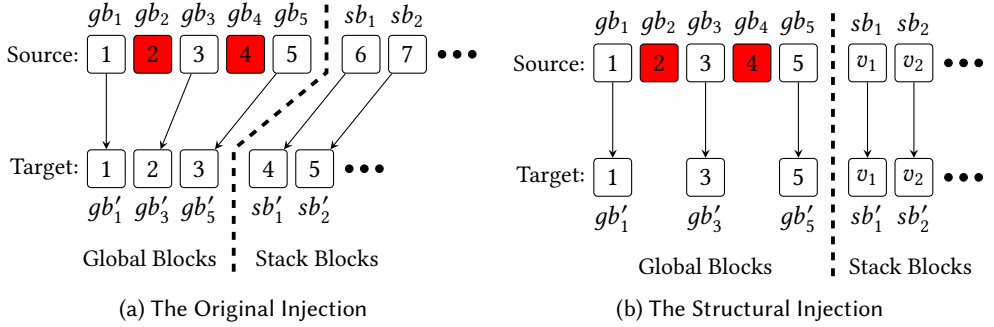 gb₁ gb₂ gb₃ gb₄ gb₅ sb₁ sb₂
Source: 1 2 3 4 5 6 7 •••
Target: 1 2 3 4 5 •••
gb′₁ gb′₃ gb′₅ sb′₁ sb′₂
Global Blocks Stack Blocks
(a) The Original Injection
gb₁ gb₂ gb₃ gb₄ gb₅ sb₁ sb₂
Source: 1 2 3 4 5 v₁ v₂ •••
Target: 1 3 5 v₁ v₂ •••
gb′₁ gb′₃ gb′₅ sb′₁ sb′₂
Global Blocks Stack Blocks
(b) The Structural Injection